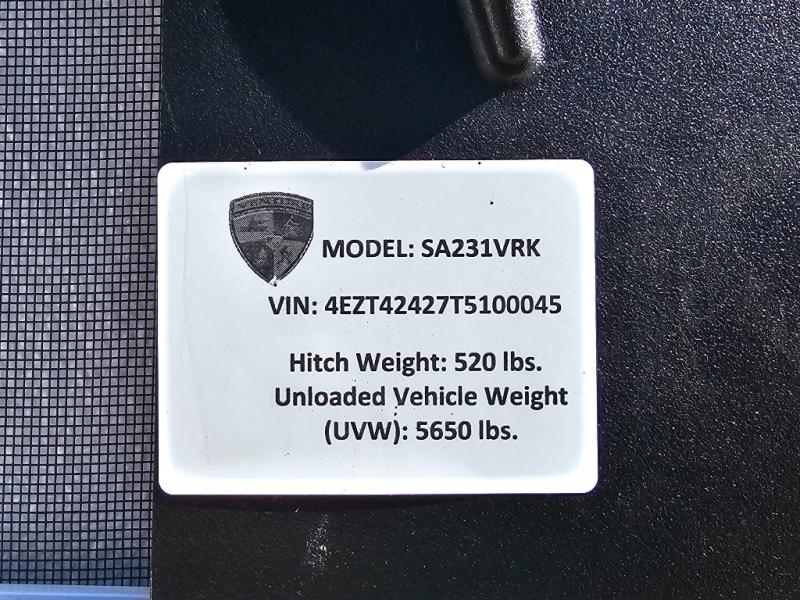 MODEL: SA231VRK
VIN: 4EZT42427T5100045
Hitch Weight: 520 lbs.
Unloaded Vehicle Weight
(UVW): 5650 lbs.